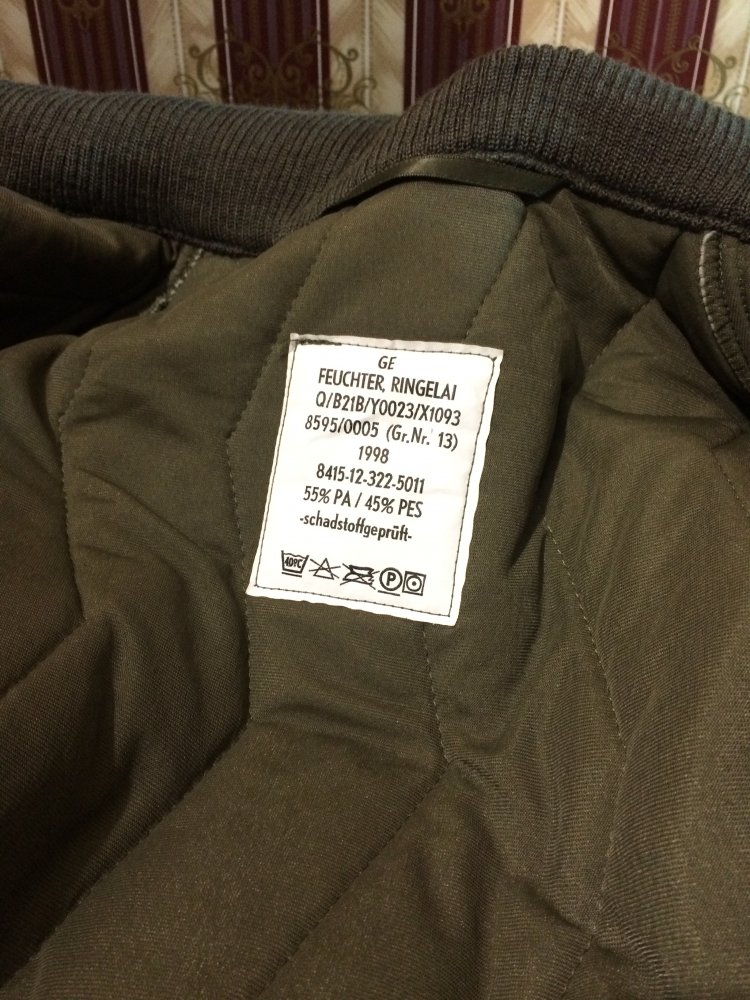 GE
FEUCHTER, RINGELAI
Q/B21B/Y0023/X1093
8595/0005 (Gr.Nr. 13)
1998
8415-12-322-5011
55% PA / 45% PES
-schadstoffgeprüft-
40°C P